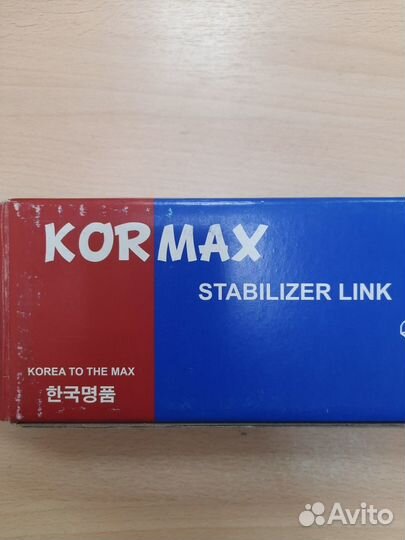 KORMAX
STABILIZER LINK
KOREA TO THE MAX
한국명품
Avito